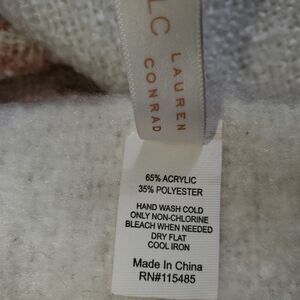 LC LAUREN
CONRAD
65% ACRYLIC
35% POLYESTER
HAND WASH COLD
ONLY NON-CHLORINE
BLEACH WHEN NEEDED
DRY FLAT
COOL IRON
Made In China
RN#115485